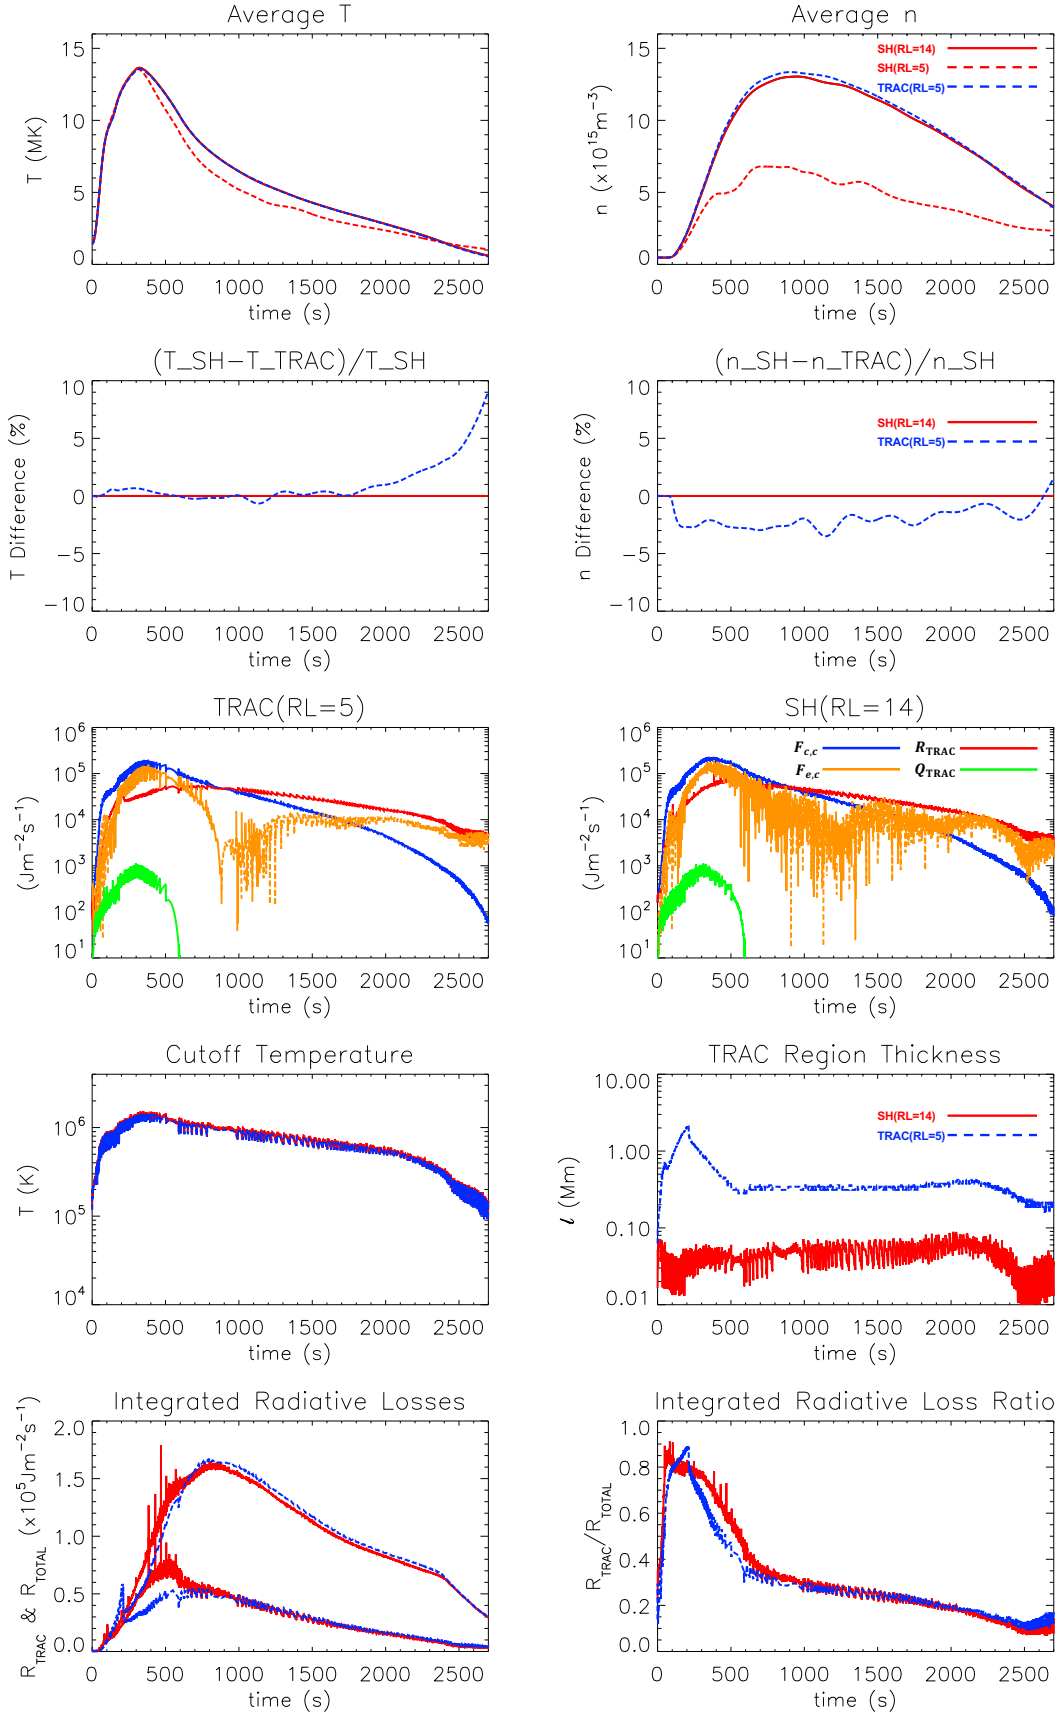 Average T
15
10
5
0
T (MK)
0 500 1000 1500 2000 2500
time (s)
Average n
15
10
5
0
n (x10^15m^-3)
SH(RL=14)
SH(RL=5)
TRAC(RL=5)
0 500 1000 1500 2000 2500
time (s)
(T_SH−T_TRAC)/T_SH
10
5
0
−5
−10
T Difference (%)
0 500 1000 1500 2000 2500
time (s)
(n_SH−n_TRAC)/n_SH
10
5
0
−5
−10
n Difference (%)
SH(RL=14)
TRAC(RL=5)
0 500 1000 1500 2000 2500
time (s)
TRAC(RL=5)
10^6
10^5
10^4
10^3
10^2
10^1
(Jm^-2s^-1)
0 500 1000 1500 2000 2500
time (s)
SH(RL=14)
10^6
10^5
10^4
10^3
10^2
10^1
(Jm^-2s^-1)
F_c,c R_TRAC
F_e,c Q_TRAC
0 500 1000 1500 2000 2500
time (s)
Cutoff Temperature
10^6
10^5
10^4
T (K)
0 500 1000 1500 2000 2500
time (s)
TRAC Region Thickness
10.00
1.00
0.10
0.01
ℓ (Mm)
SH(RL=14)
TRAC(RL=5)
0 500 1000 1500 2000 2500
time (s)
Integrated Radiative Losses
2.0
1.5
1.0
0.5
0.0
R_TRAC & R_TOTAL (x10^5Jm^-2s^-1)
0 500 1000 1500 2000 2500
time (s)
Integrated Radiative Loss Ratio
1.0
0.8
0.6
0.4
0.2
0.0
R_TRAC/R_TOTAL
0 500 1000 1500 2000 2500
time (s)